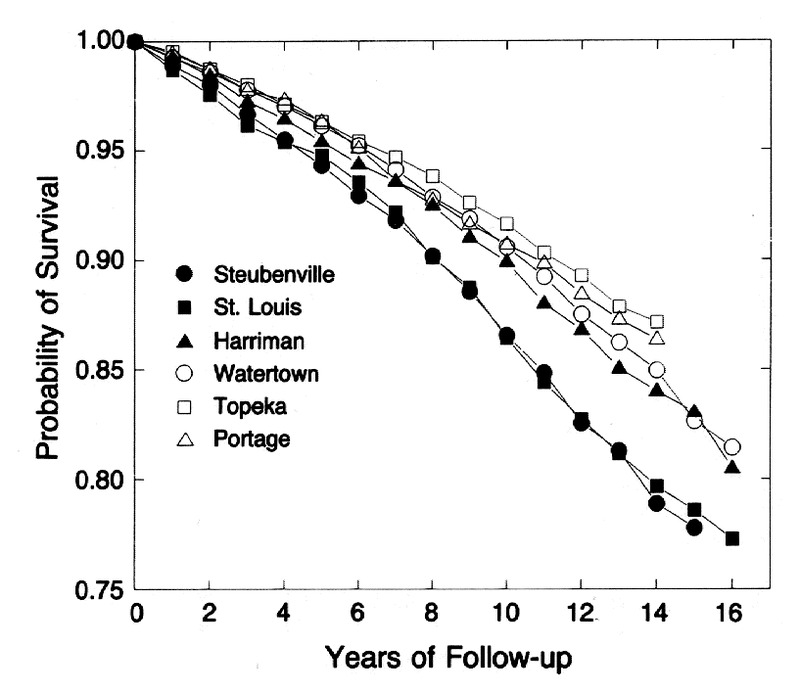 1.00
0.95
0.90
0.85
0.80
0.75
Probability of Survival
Steubenville
St. Louis
Harriman
Watertown
Topeka
Portage
0 2 4 6 8 10 12 14 16
Years of Follow-up